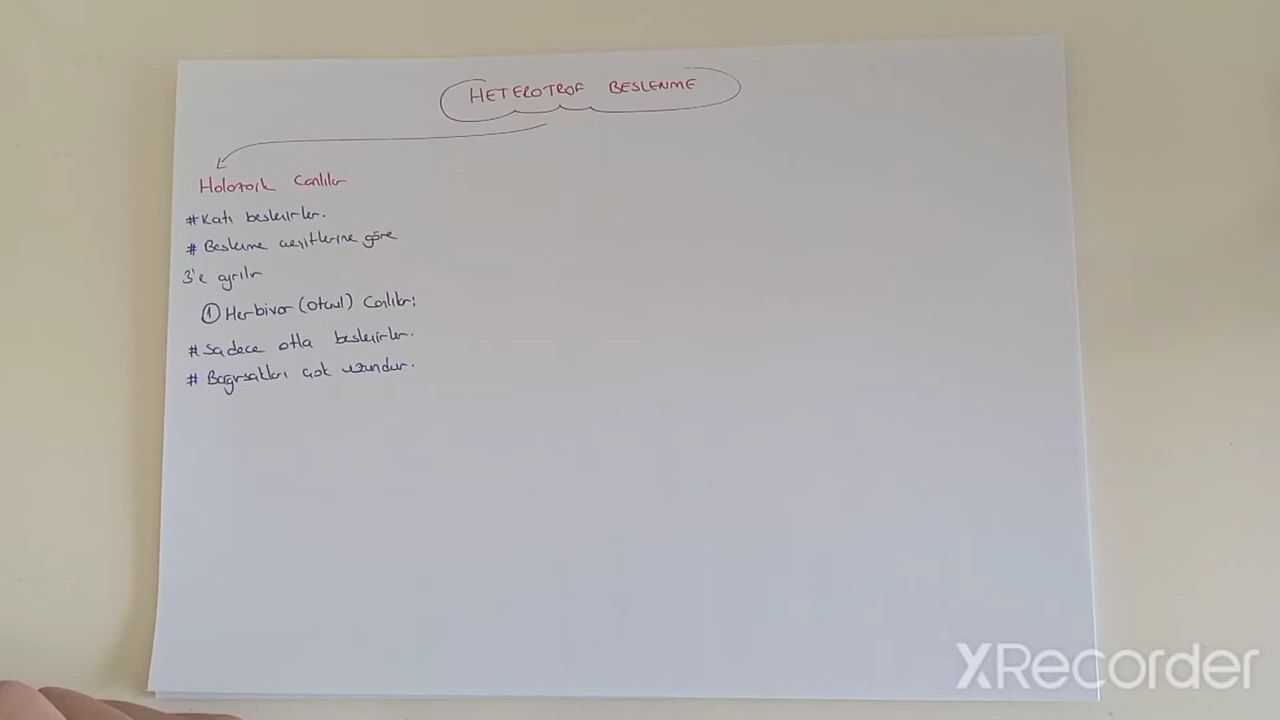 HETEROTROF BESLENME
Holozoik Canlılar
#Katı beslenirler.
# Beslenme çeşitlerine göre
3'e ayrılır
① Herbivor (otçul) Canlılar:
#Sadece otla beslenirler.
# Bağırsakları çok uzundur.
XRecorder